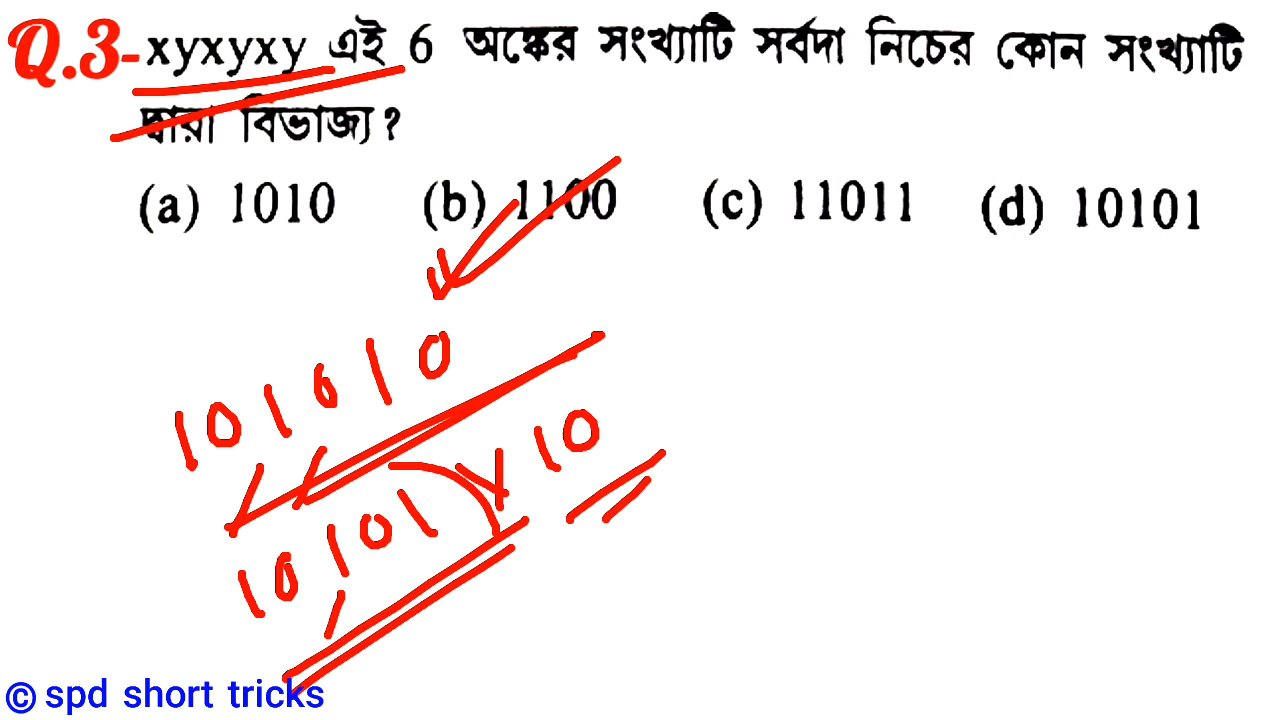 Q.3- xyxyxy এই 6 অঙ্কের সংখ্যাটি সর্বদা নিচের কোন সংখ্যাটি
দ্বারা বিভাজ্য?
(a) 1010 (b) 1100 (c) 11011 (d) 10101
101010
10101 × 10
© spd short tricks